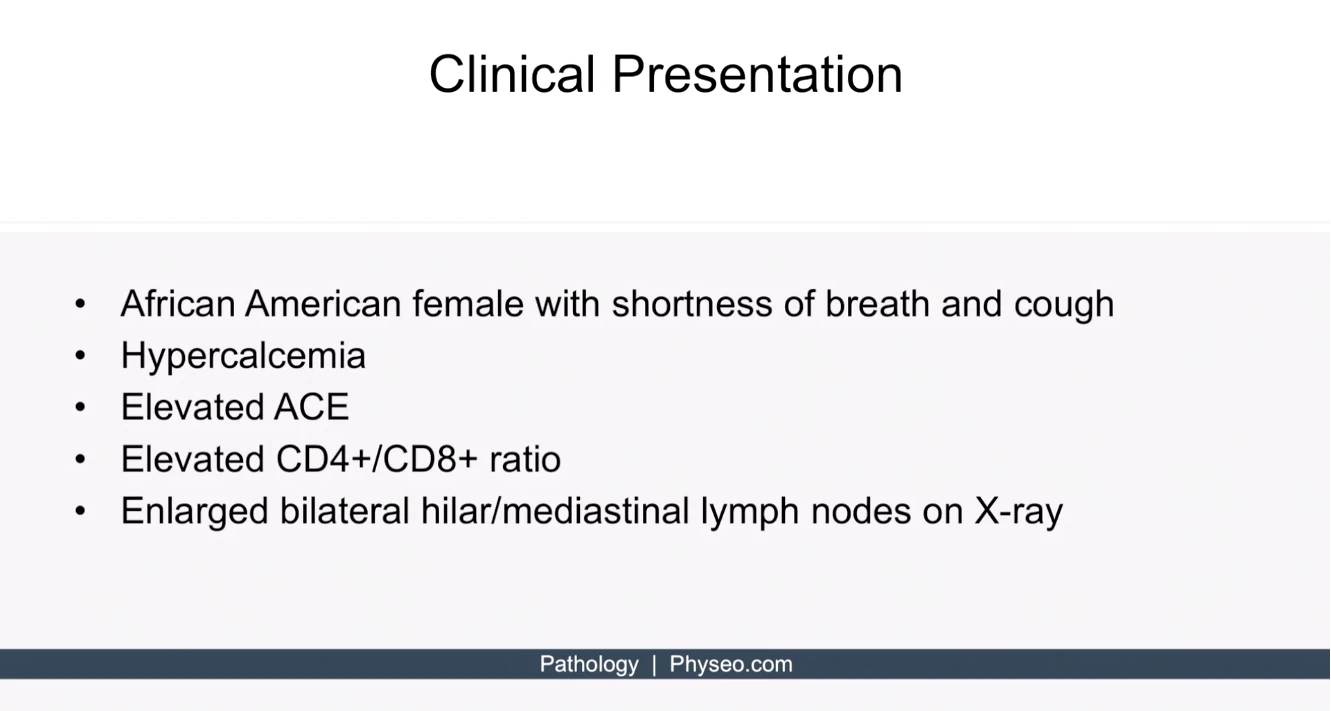 Clinical Presentation
• African American female with shortness of breath and cough
• Hypercalcemia
• Elevated ACE
• Elevated CD4+/CD8+ ratio
• Enlarged bilateral hilar/mediastinal lymph nodes on X-ray
Pathology | Physeo.com